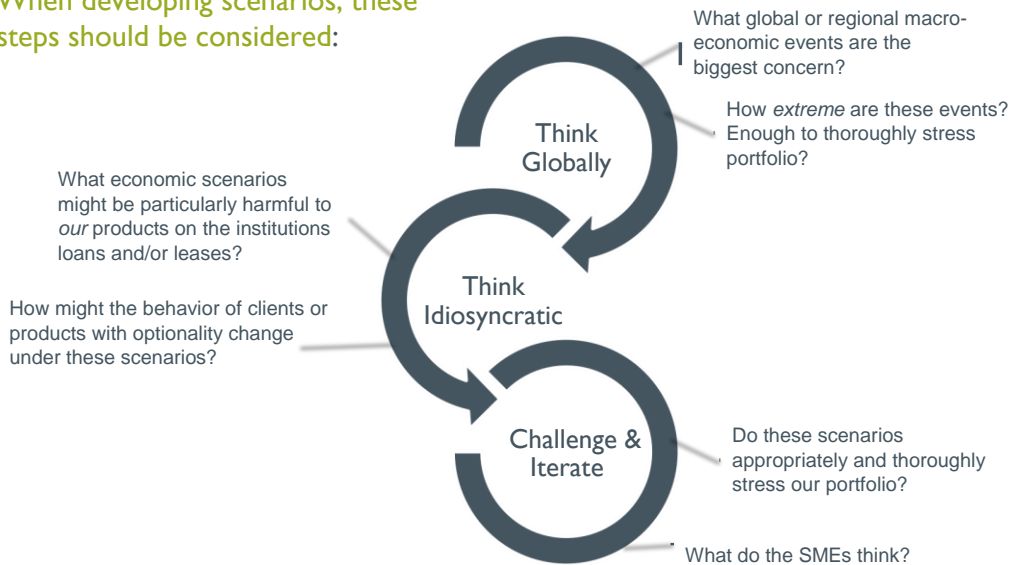 When developing scenarios, these
steps should be considered:
What global or regional macro-
economic events are the
biggest concern?
How extreme are these events?
Enough to thoroughly stress
portfolio?
Think
Globally
What economic scenarios
might be particularly harmful to
our products on the institutions
loans and/or leases?
How might the behavior of clients or
products with optionality change
under these scenarios?
Think
Idiosyncratic
Challenge &
Iterate
Do these scenarios
appropriately and thoroughly
stress our portfolio?
What do the SMEs think?